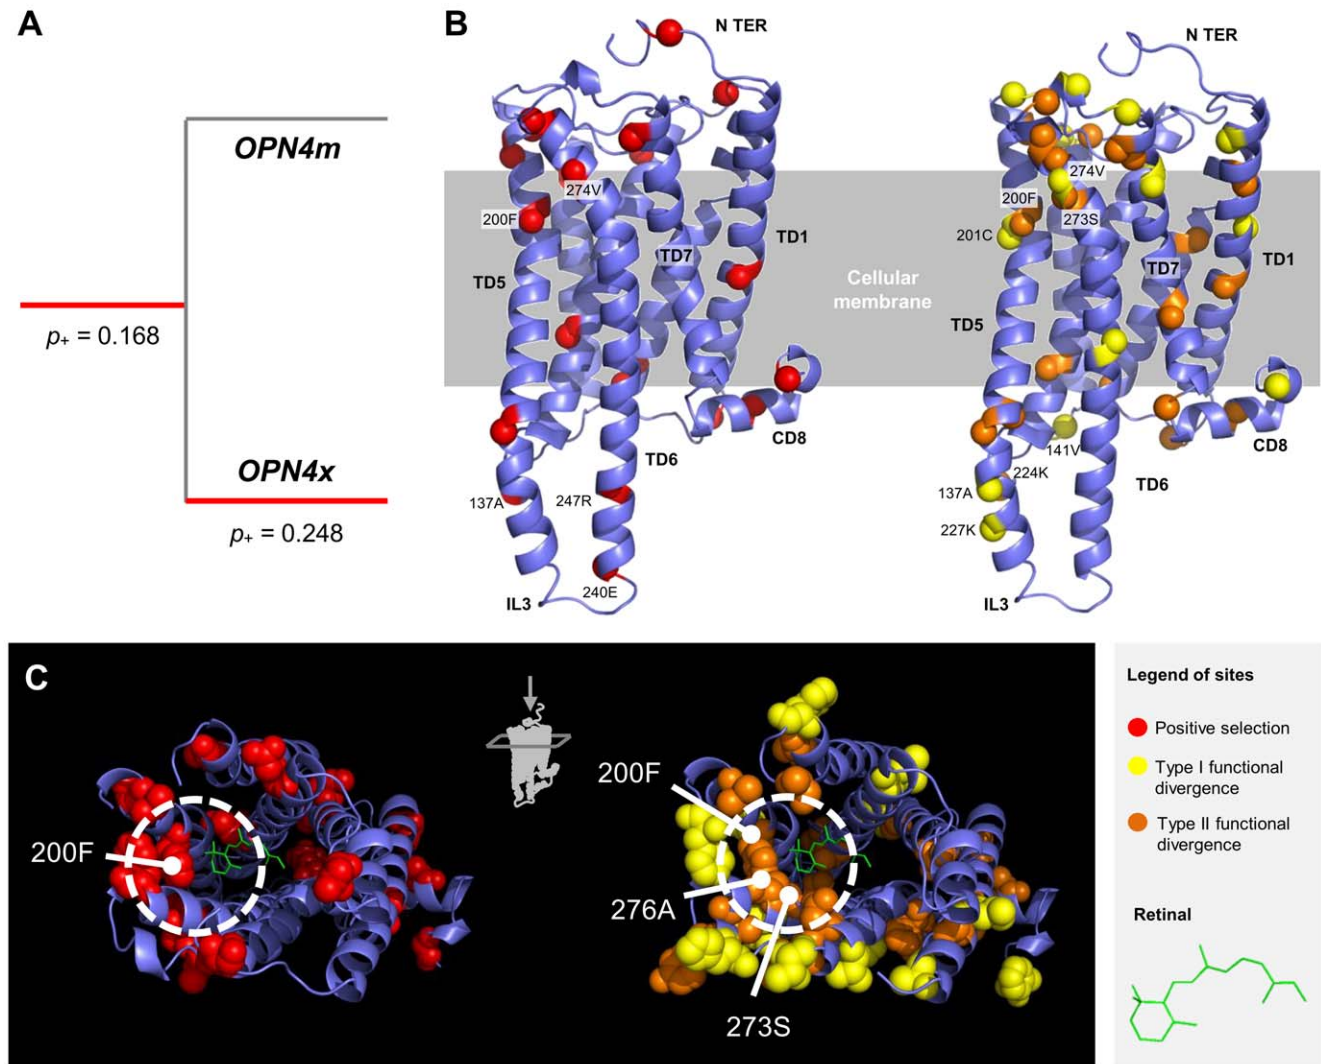 A
OPN4m
p+ = 0.168
OPN4x
p+ = 0.248
B
N TER
274V
200F
TD7
TD1
TD5
TD6
CD8
137A
247R
240E
IL3
Cellular
membrane
N TER
274V
200F
273S
201C
TD7
TD1
TD5
141V
CD8
224K
TD6
137A
227K
IL3
C
200F
200F
276A
273S
Legend of sites
Positive selection
Type I functional
divergence
Type II functional
divergence
Retinal